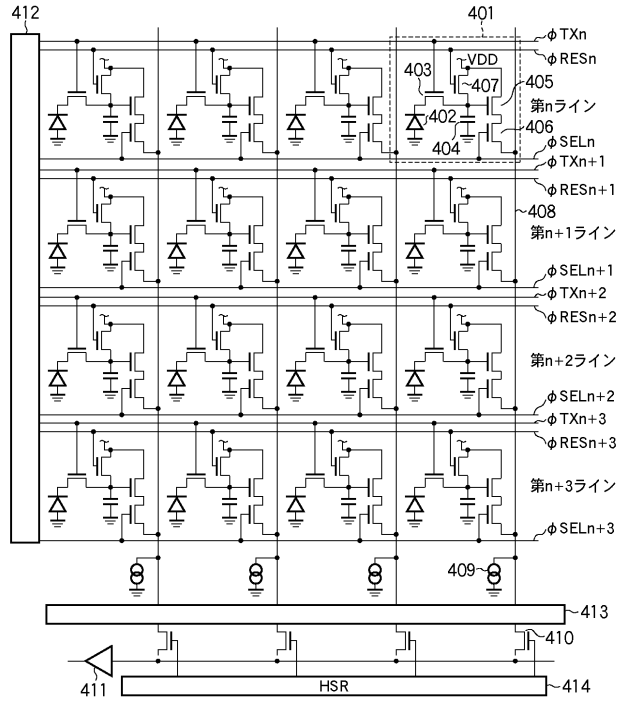 412
401
ϕTXn
ϕRESn
VDD
403
407
405
第nライン
402
406
404
ϕSELn
ϕTXn+1
ϕRESn+1
408
第n+1ライン
ϕSELn+1
ϕTXn+2
ϕRESn+2
第n+2ライン
ϕSELn+2
ϕTXn+3
ϕRESn+3
第n+3ライン
ϕSELn+3
409
413
410
411
HSR
414